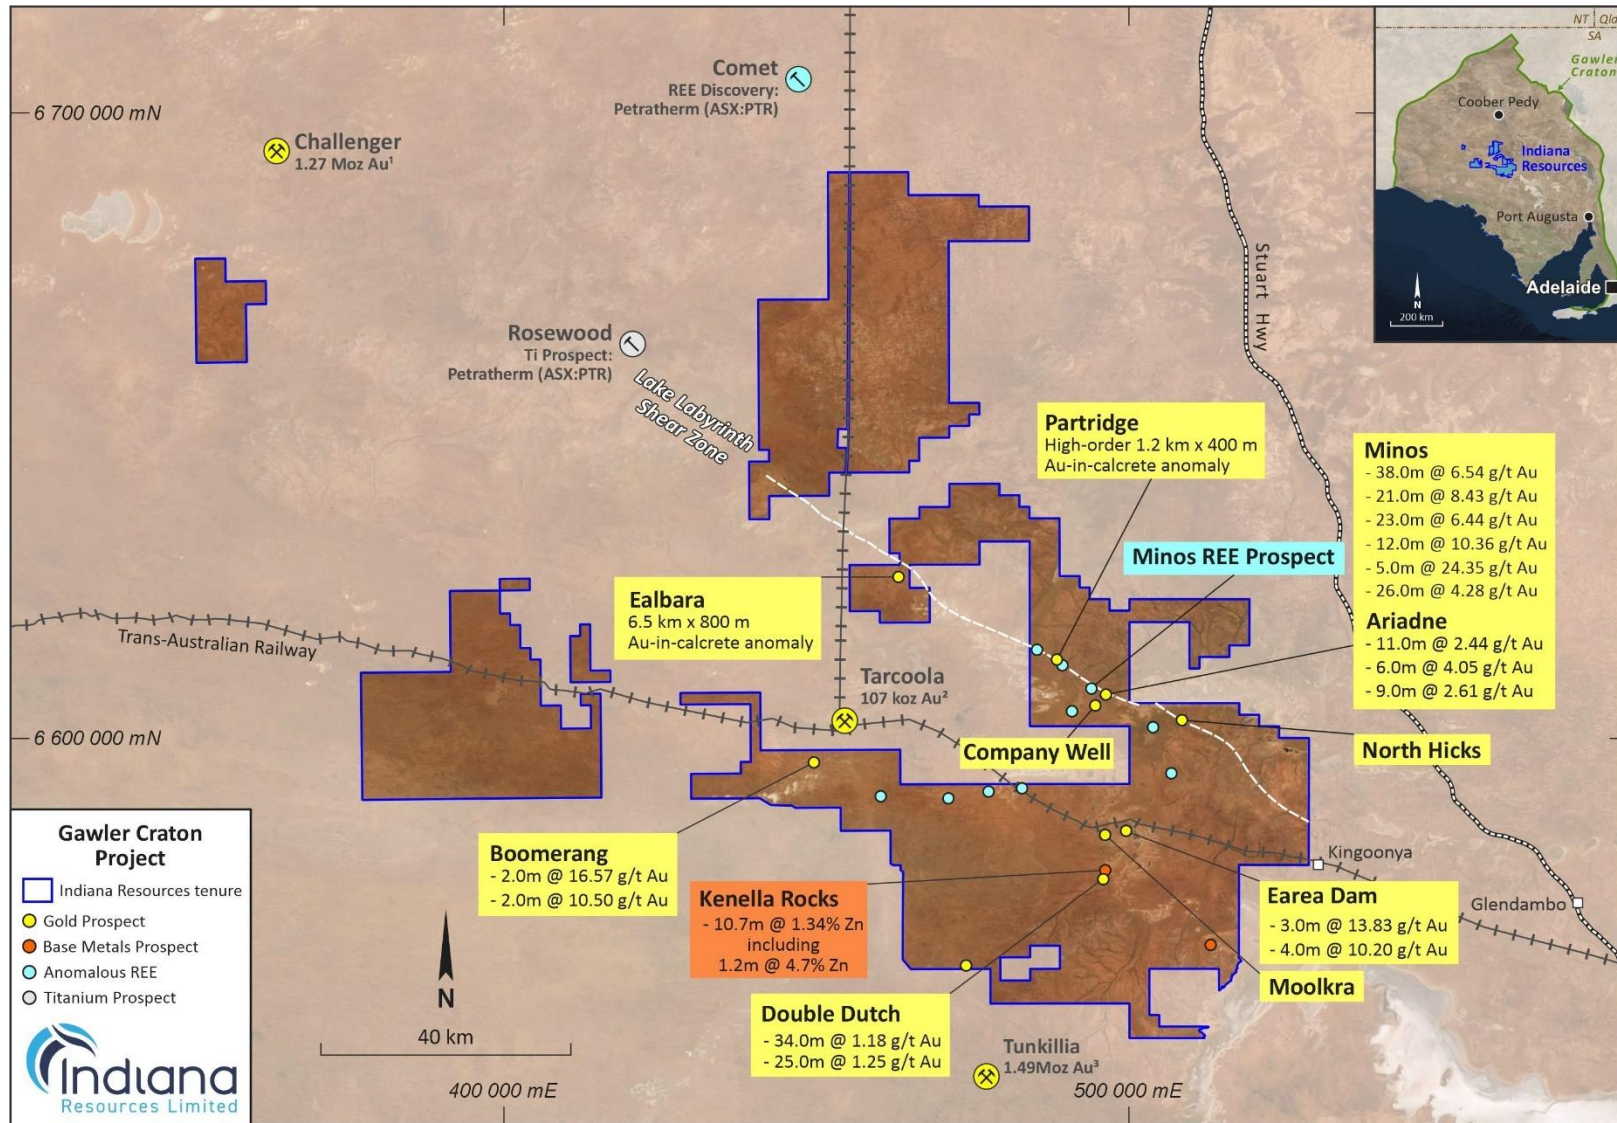 NT
Qld
SA
Gawler
Craton
Coober Pedy
Indiana
Resources
Port Augusta
Adelaide
N
200 km
6 700 000 mN
Comet
REE Discovery:
Petratherm (ASX:PTR)
Challenger
1.27 Moz Au¹
Stuart Hwy
Rosewood
Ti Prospect:
Petratherm (ASX:PTR)
Lake Labyrinth
Shear Zone
Partridge
High-order 1.2 km x 400 m
Au-in-calcrete anomaly
Minos
- 38.0m @ 6.54 g/t Au
- 21.0m @ 8.43 g/t Au
- 23.0m @ 6.44 g/t Au
- 12.0m @ 10.36 g/t Au
- 5.0m @ 24.35 g/t Au
- 26.0m @ 4.28 g/t Au
Ariadne
- 11.0m @ 2.44 g/t Au
- 6.0m @ 4.05 g/t Au
- 9.0m @ 2.61 g/t Au
Minos REE Prospect
Ealbara
6.5 km x 800 m
Au-in-calcrete anomaly
Trans-Australian Railway
Tarcoola
107 koz Au²
6 600 000 mN
Company Well
North Hicks
Boomerang
- 2.0m @ 16.57 g/t Au
- 2.0m @ 10.50 g/t Au
Kenella Rocks
- 10.7m @ 1.34% Zn
including
1.2m @ 4.7% Zn
Kingoonya
Glendambo
Earea Dam
- 3.0m @ 13.83 g/t Au
- 4.0m @ 10.20 g/t Au
Moolkra
Double Dutch
- 34.0m @ 1.18 g/t Au
- 25.0m @ 1.25 g/t Au
Tunkillia
1.49Moz Au³
Gawler Craton
Project
Indiana Resources tenure
Gold Prospect
Base Metals Prospect
Anomalous REE
Titanium Prospect
Indiana
Resources Limited
N
40 km
400 000 mE
500 000 mE